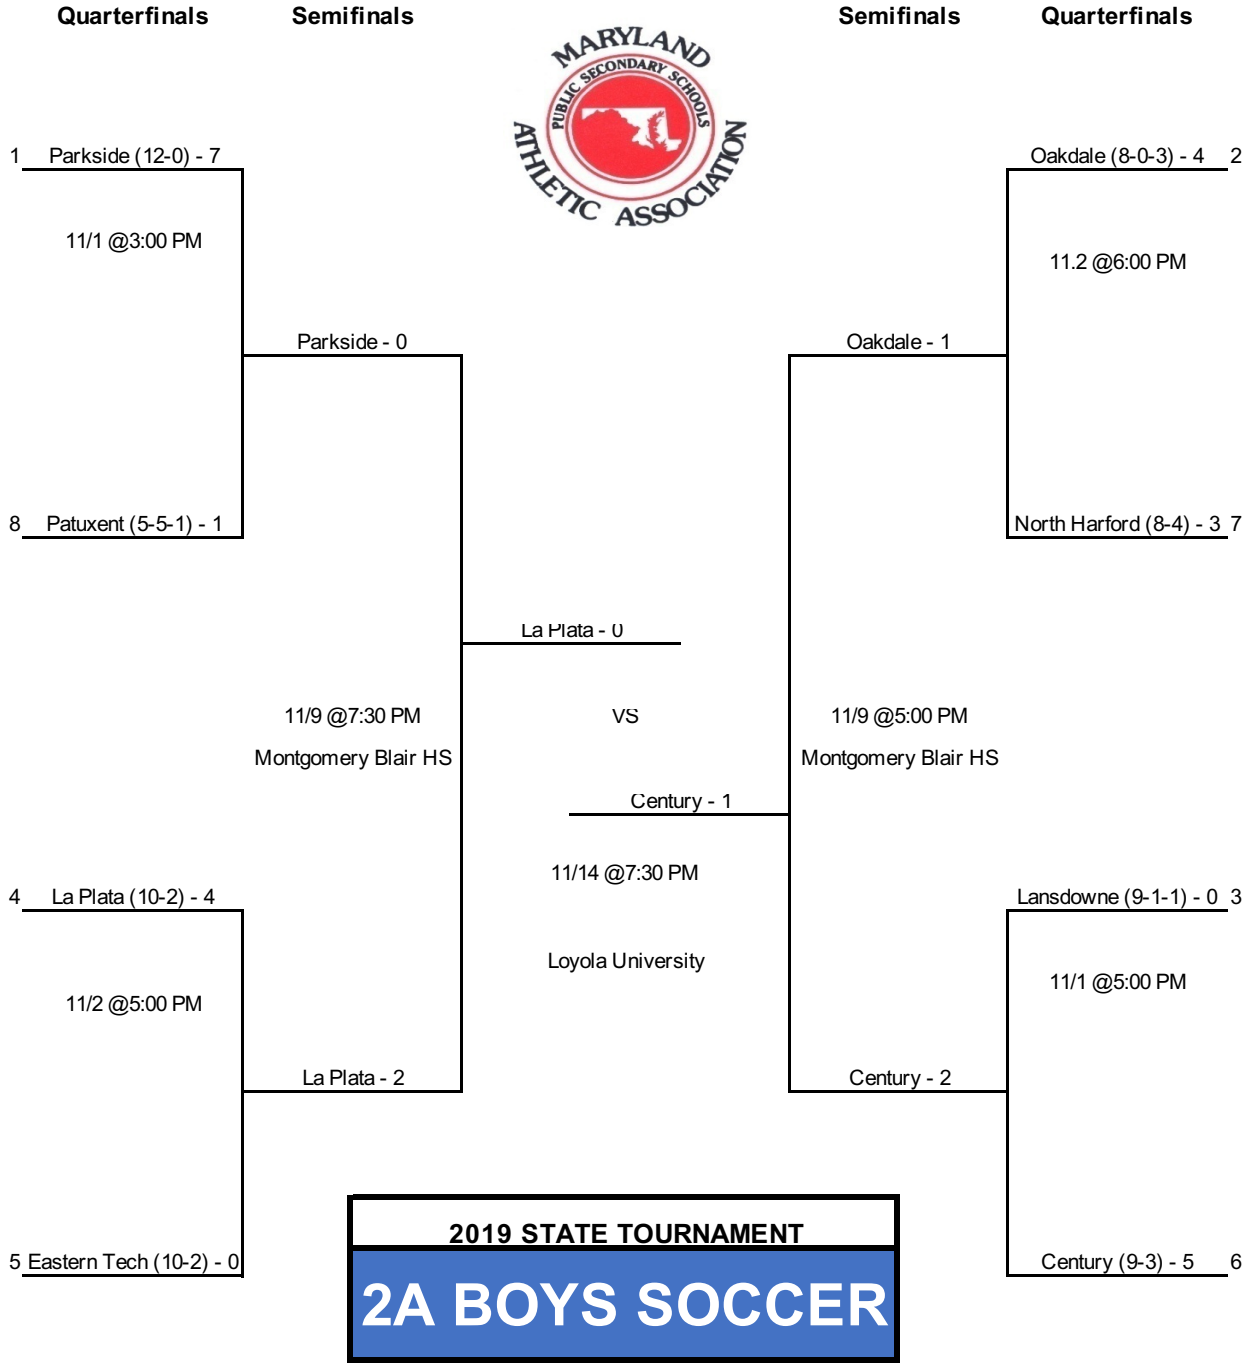 Quarterfinals Semifinals Semifinals Quarterfinals
MARYLAND
PUBLIC SECONDARY SCHOOLS
ATHLETIC ASSOCIATION
1 Parkside (12-0) - 7
Oakdale (8-0-3) - 4 2
11/1 @3:00 PM
11.2 @6:00 PM
Parkside - 0
Oakdale - 1
8 Patuxent (5-5-1) - 1
North Harford (8-4) - 3 7
La Plata - 0
11/9 @7:30 PM
VS
11/9 @5:00 PM
Montgomery Blair HS
Montgomery Blair HS
Century - 1
11/14 @7:30 PM
4 La Plata (10-2) - 4
Lansdowne (9-1-1) - 0 3
Loyola University
11/2 @5:00 PM
11/1 @5:00 PM
La Plata - 2
Century - 2
5 Eastern Tech (10-2) - 0
Century (9-3) - 5 6
2019 STATE TOURNAMENT
2A BOYS SOCCER